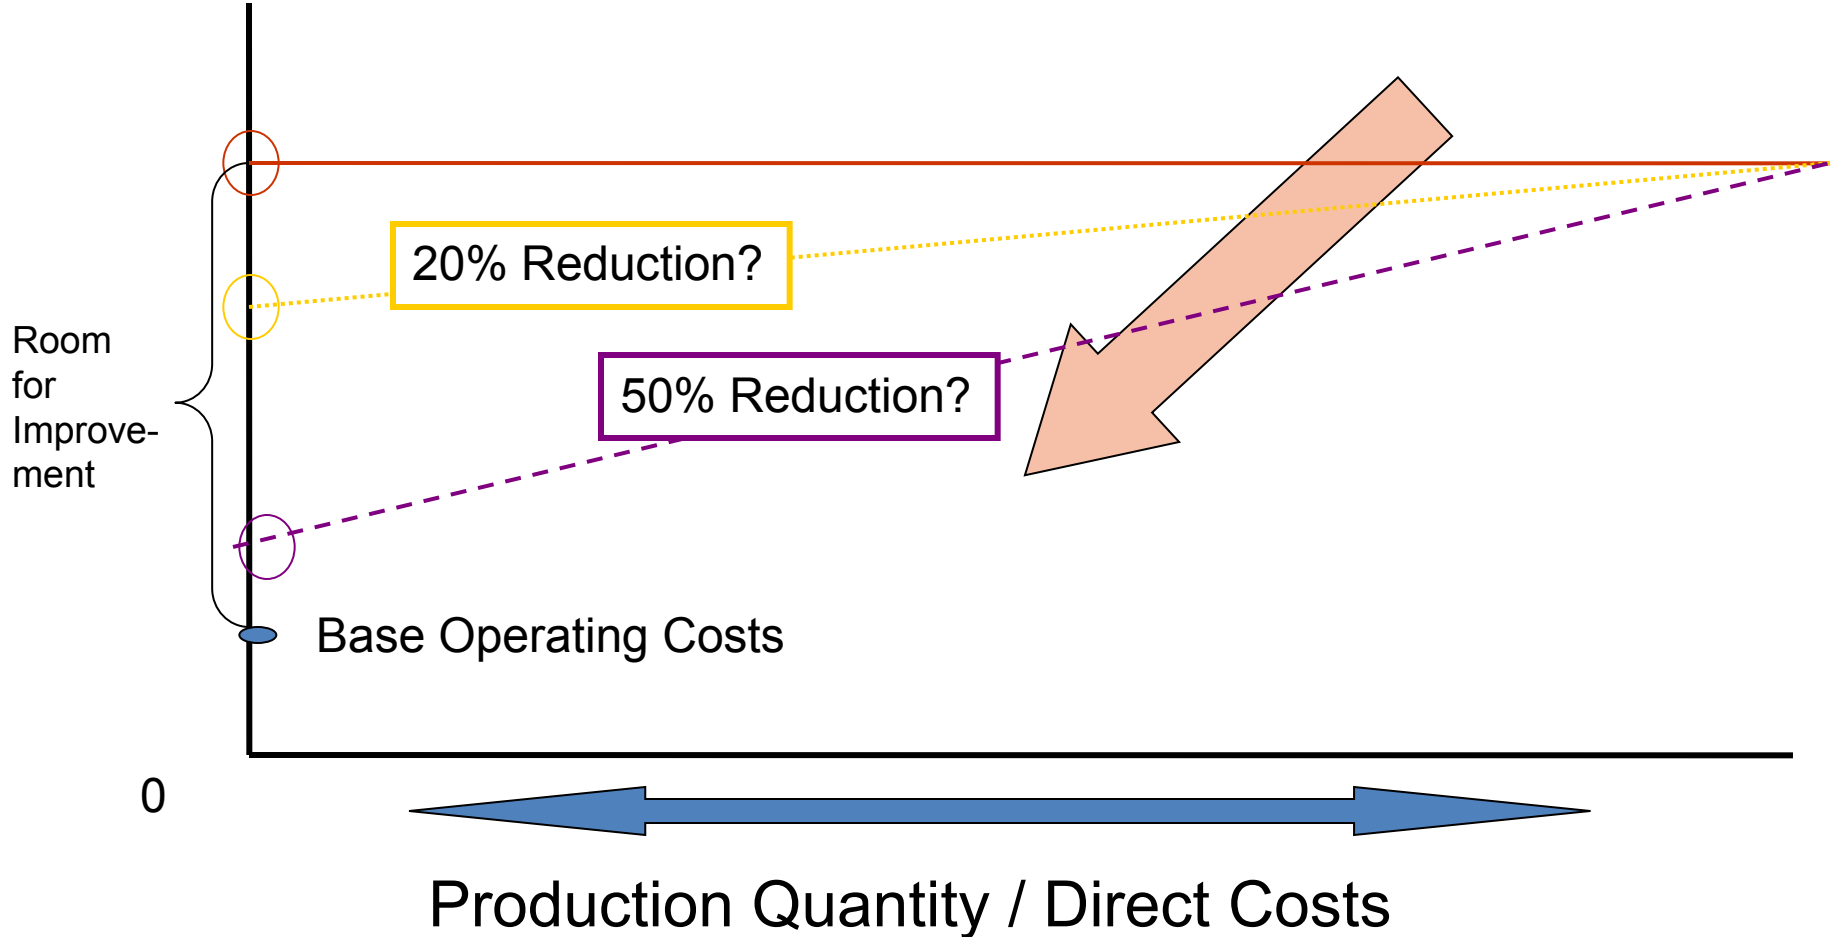 20% Reduction?
Room
for
Improve-
ment
50% Reduction?
Base Operating Costs
0
Production Quantity / Direct Costs